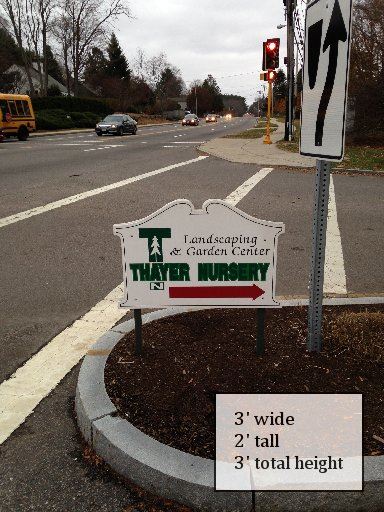 Landscaping
& Garden Center
T
THAYER NURSERY
N
3' wide
2' tall
3' total height